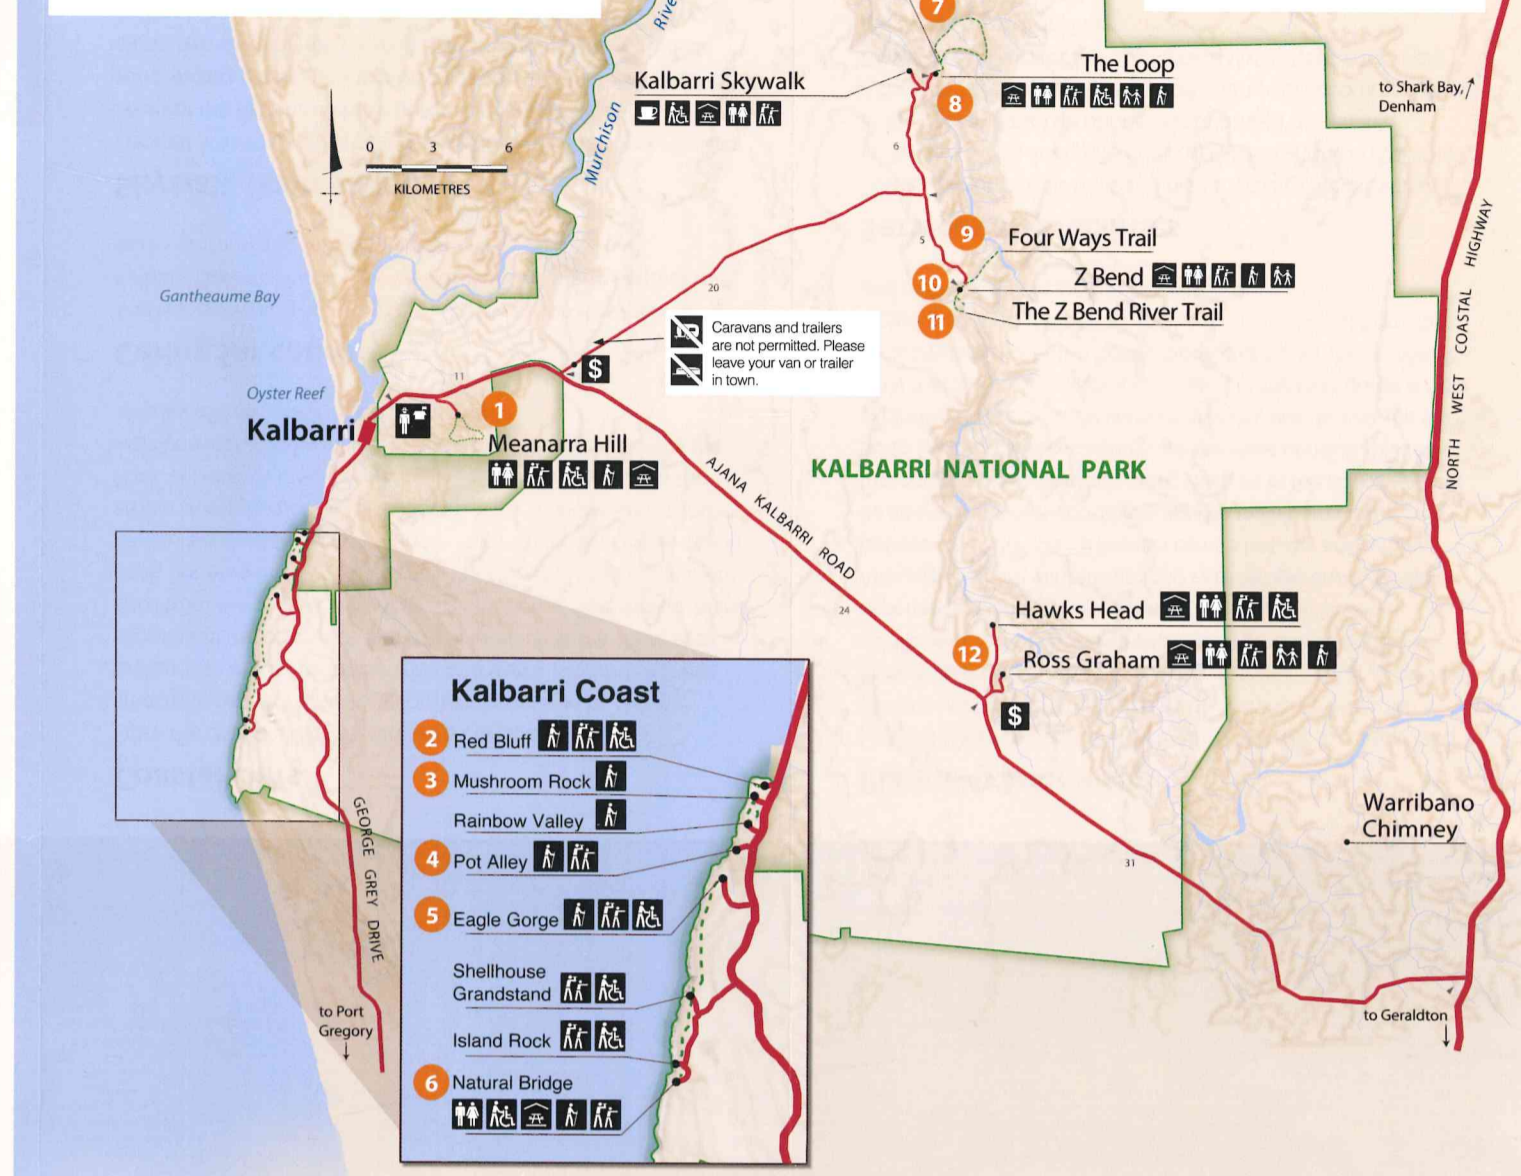 7
River
Kalbarri Skywalk
The Loop
8
to Shark Bay,
Denham
Murchison
0 3 6
KILOMETRES
6
NORTH WEST COASTAL HIGHWAY
9
5
Four Ways Trail
10
Z Bend
11
The Z Bend River Trail
Gantheaume Bay
20
Caravans and trailers
are not permitted. Please
leave your van or trailer
in town.
$
11
Oyster Reef
1
Kalbarri
Meanarra Hill
KALBARRI NATIONAL PARK
AJANA KALBARRI ROAD
24
Hawks Head
12
Ross Graham
$
Kalbarri Coast
2 Red Bluff
3 Mushroom Rock
Rainbow Valley
4 Pot Alley
5 Eagle Gorge
Shellhouse
Grandstand
Island Rock
6 Natural Bridge
GEORGE GREY DRIVE
to Port
Gregory
Warribano
Chimney
31
to Geraldton